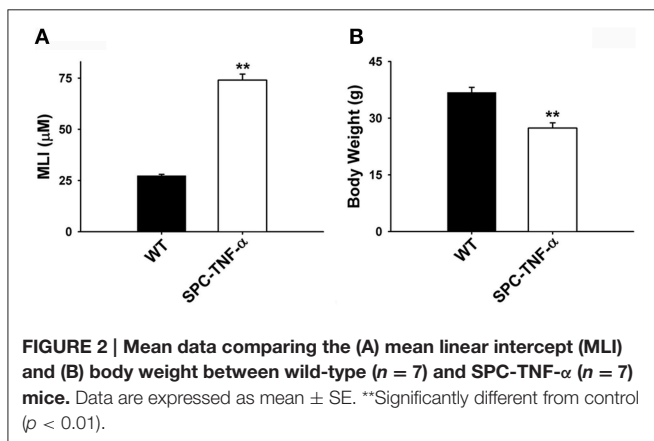 A
B
75
50
25
0
MLI (μM)
**
WT
SPC-TNF-α
45
30
15
0
Body Weight (g)
**
WT
SPC-TNF-α
FIGURE 2 | Mean data comparing the (A) mean linear intercept (MLI)
and (B) body weight between wild-type (n = 7) and SPC-TNF-α (n = 7)
mice. Data are expressed as mean ± SE. **Significantly different from control
(p < 0.01).